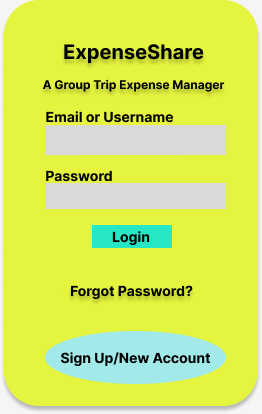 ExpenseShare
A Group Trip Expense Manager
Email or Username
Password
Login
Forgot Password?
Sign Up/New Account